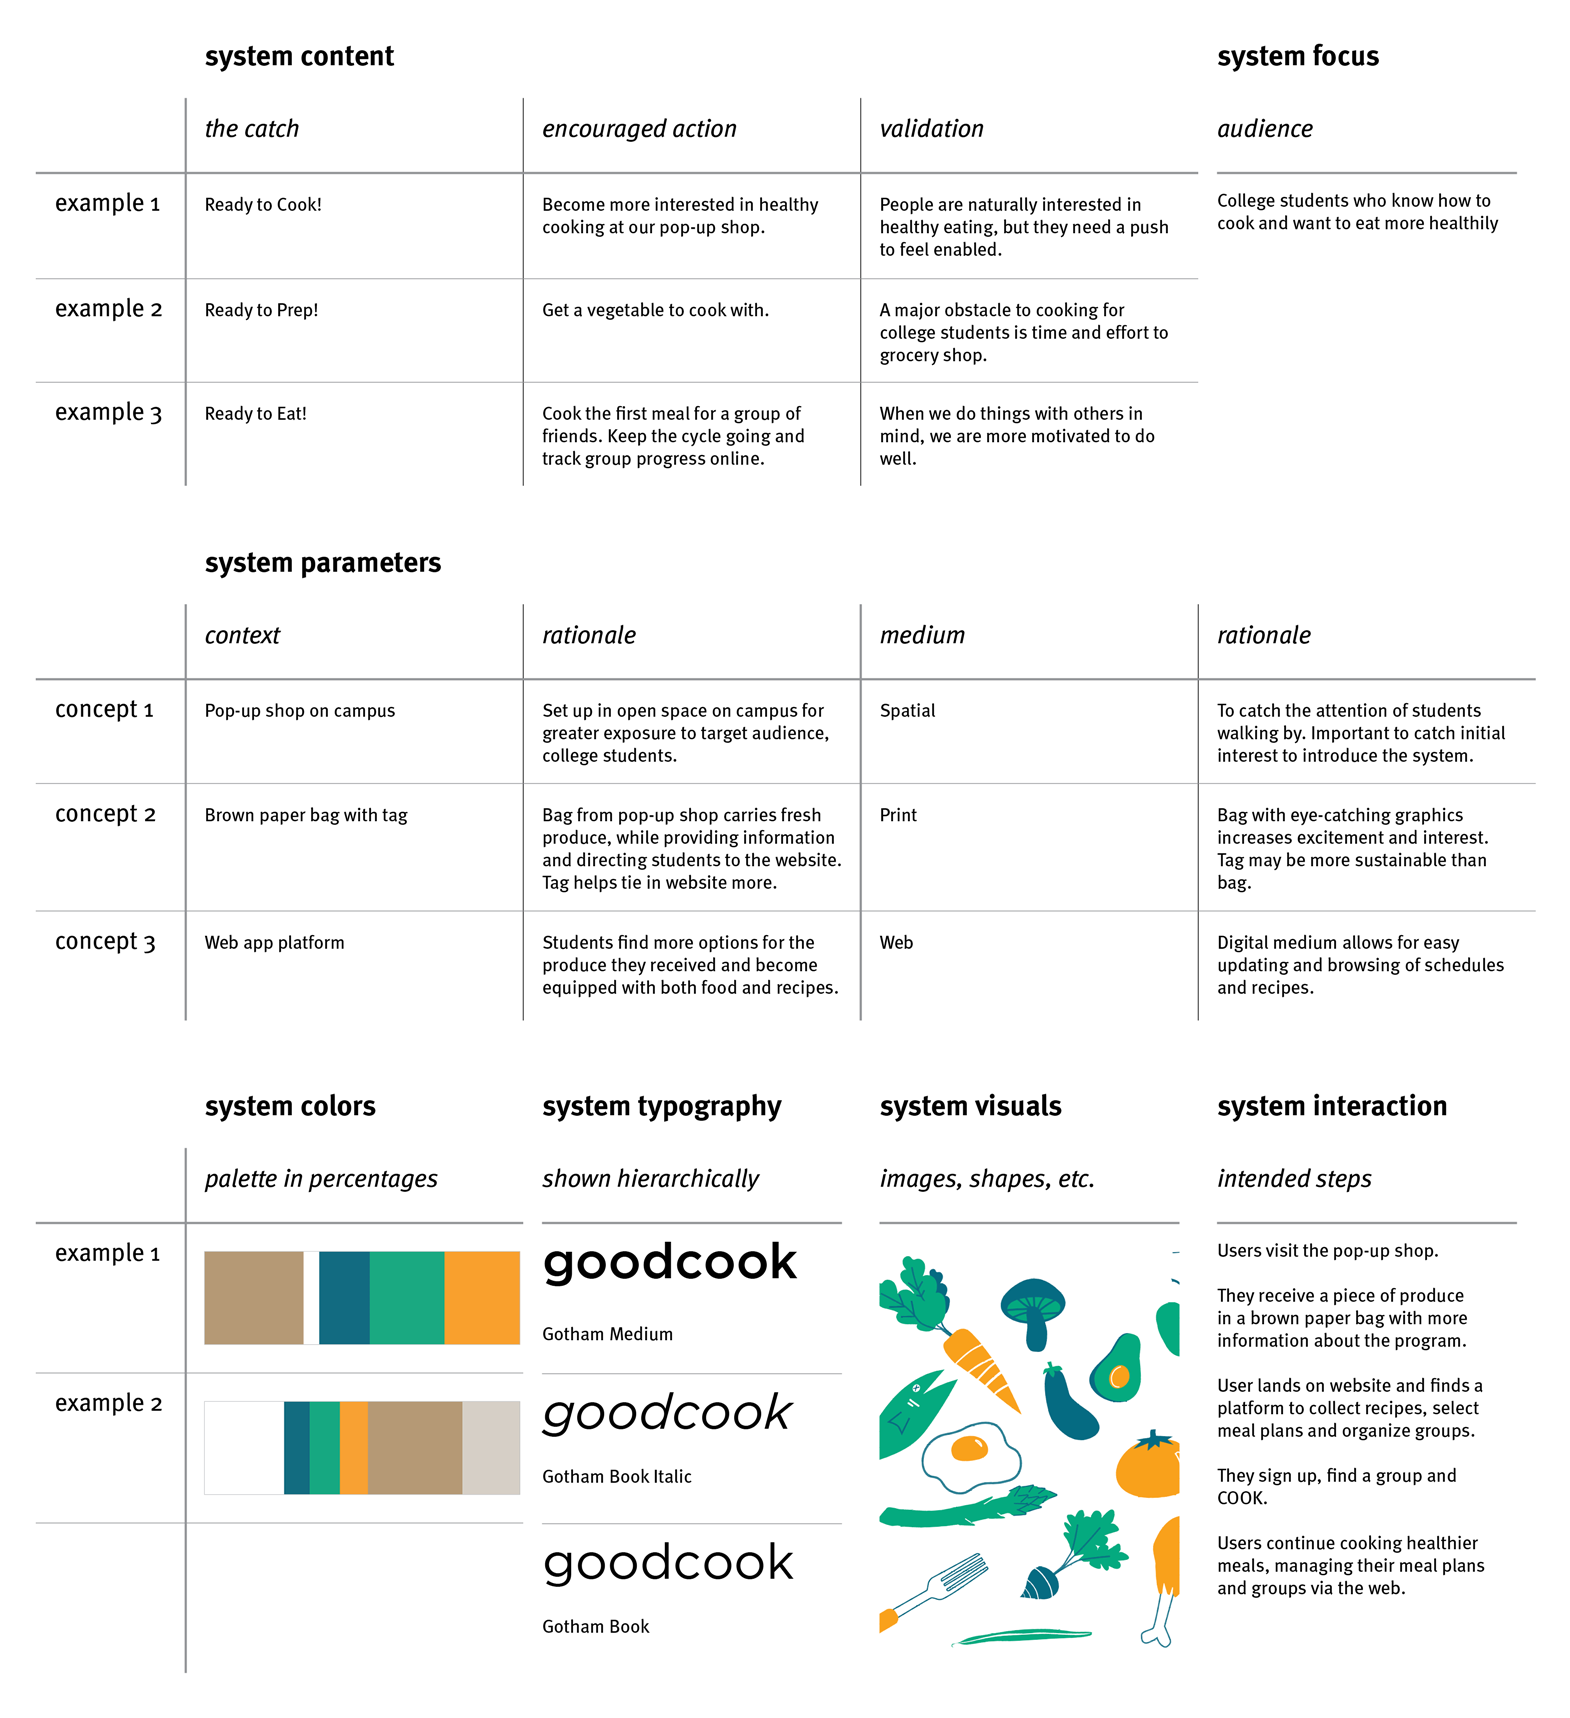 system content
system focus
the catch
encouraged action
validation
audience
example 1
Ready to Cook!
Become more interested in healthy
cooking at our pop-up shop.
People are naturally interested in
healthy eating, but they need a push
to feel enabled.
College students who know how to
cook and want to eat more healthily
example 2
Ready to Prep!
Get a vegetable to cook with.
A major obstacle to cooking for
college students is time and effort to
grocery shop.
example 3
Ready to Eat!
Cook the first meal for a group of
friends. Keep the cycle going and
track group progress online.
When we do things with others in
mind, we are more motivated to do
well.
system parameters
context
rationale
medium
rationale
concept 1
Pop-up shop on campus
Set up in open space on campus for
greater exposure to target audience,
college students.
Spatial
To catch the attention of students
walking by. Important to catch initial
interest to introduce the system.
concept 2
Brown paper bag with tag
Bag from pop-up shop carries fresh
produce, while providing information
and directing students to the website.
Tag helps tie in website more.
Print
Bag with eye-catching graphics
increases excitement and interest.
Tag may be more sustainable than
bag.
concept 3
Web app platform
Students find more options for the
produce they received and become
equipped with both food and recipes.
Web
Digital medium allows for easy
updating and browsing of schedules
and recipes.
system colors
system typography
system visuals
system interaction
palette in percentages
shown hierarchically
images, shapes, etc.
intended steps
example 1
example 2
goodcook
Gotham Medium
goodcook
Gotham Book Italic
goodcook
Gotham Book
Users visit the pop-up shop.
They receive a piece of produce
in a brown paper bag with more
information about the program.
User lands on website and finds a
platform to collect recipes, select
meal plans and organize groups.
They sign up, find a group and
COOK.
Users continue cooking healthier
meals, managing their meal plans
and groups via the web.